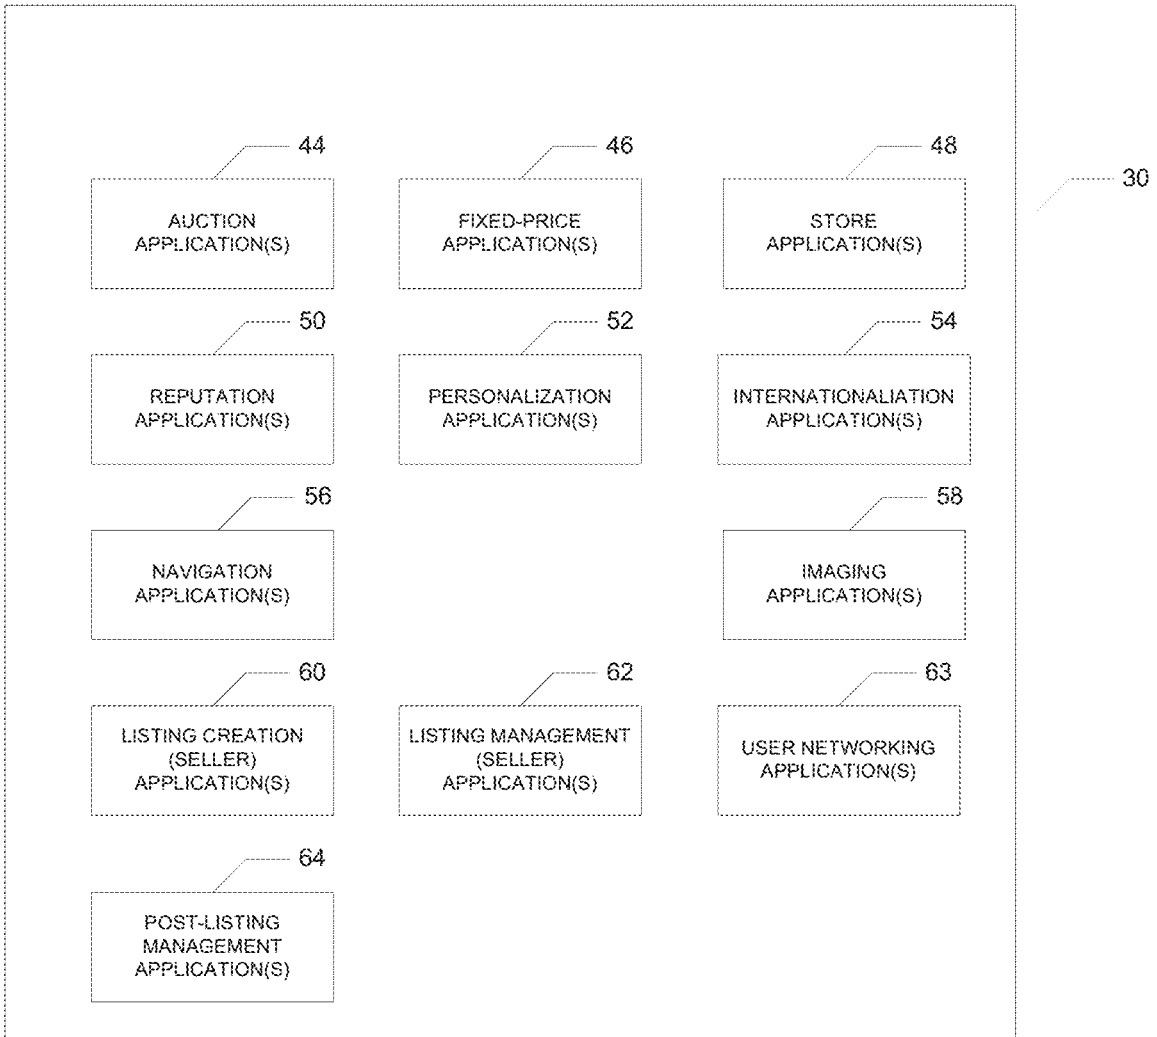 44
46
48
30
AUCTION
APPLICATION(S)
FIXED-PRICE
APPLICATION(S)
STORE
APPLICATION(S)
50
52
54
REPUTATION
APPLICATION(S)
PERSONALIZATION
APPLICATION(S)
INTERNATIONALIATION
APPLICATION(S)
56
58
NAVIGATION
APPLICATION(S)
IMAGING
APPLICATION(S)
60
62
63
LISTING CREATION
(SELLER)
APPLICATION(S)
LISTING MANAGEMENT
(SELLER)
APPLICATION(S)
USER NETWORKING
APPLICATION(S)
64
POST-LISTING
MANAGEMENT
APPLICATION(S)